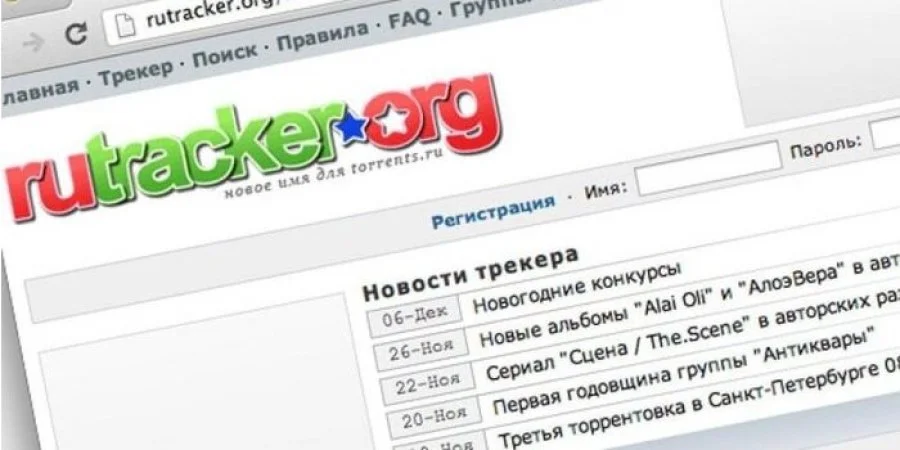 rutracker.org/
лавная · Трекер · Поиск · Правила · FAQ · Группы
rutracker.org
новое имя для torrents.ru
Регистрация · Имя: Пароль:
Новости трекера
06-Дек Новогодние конкурсы
26-Ноя Новые альбомы "Alai Oli" и "АлоэВера" в авт
22-Ноя Сериал "Сцена / The.Scene" в авторских раз
20-Ноя Первая годовщина группы "Антиквары"
Третья торрентовка в Санкт-Петербурге 08